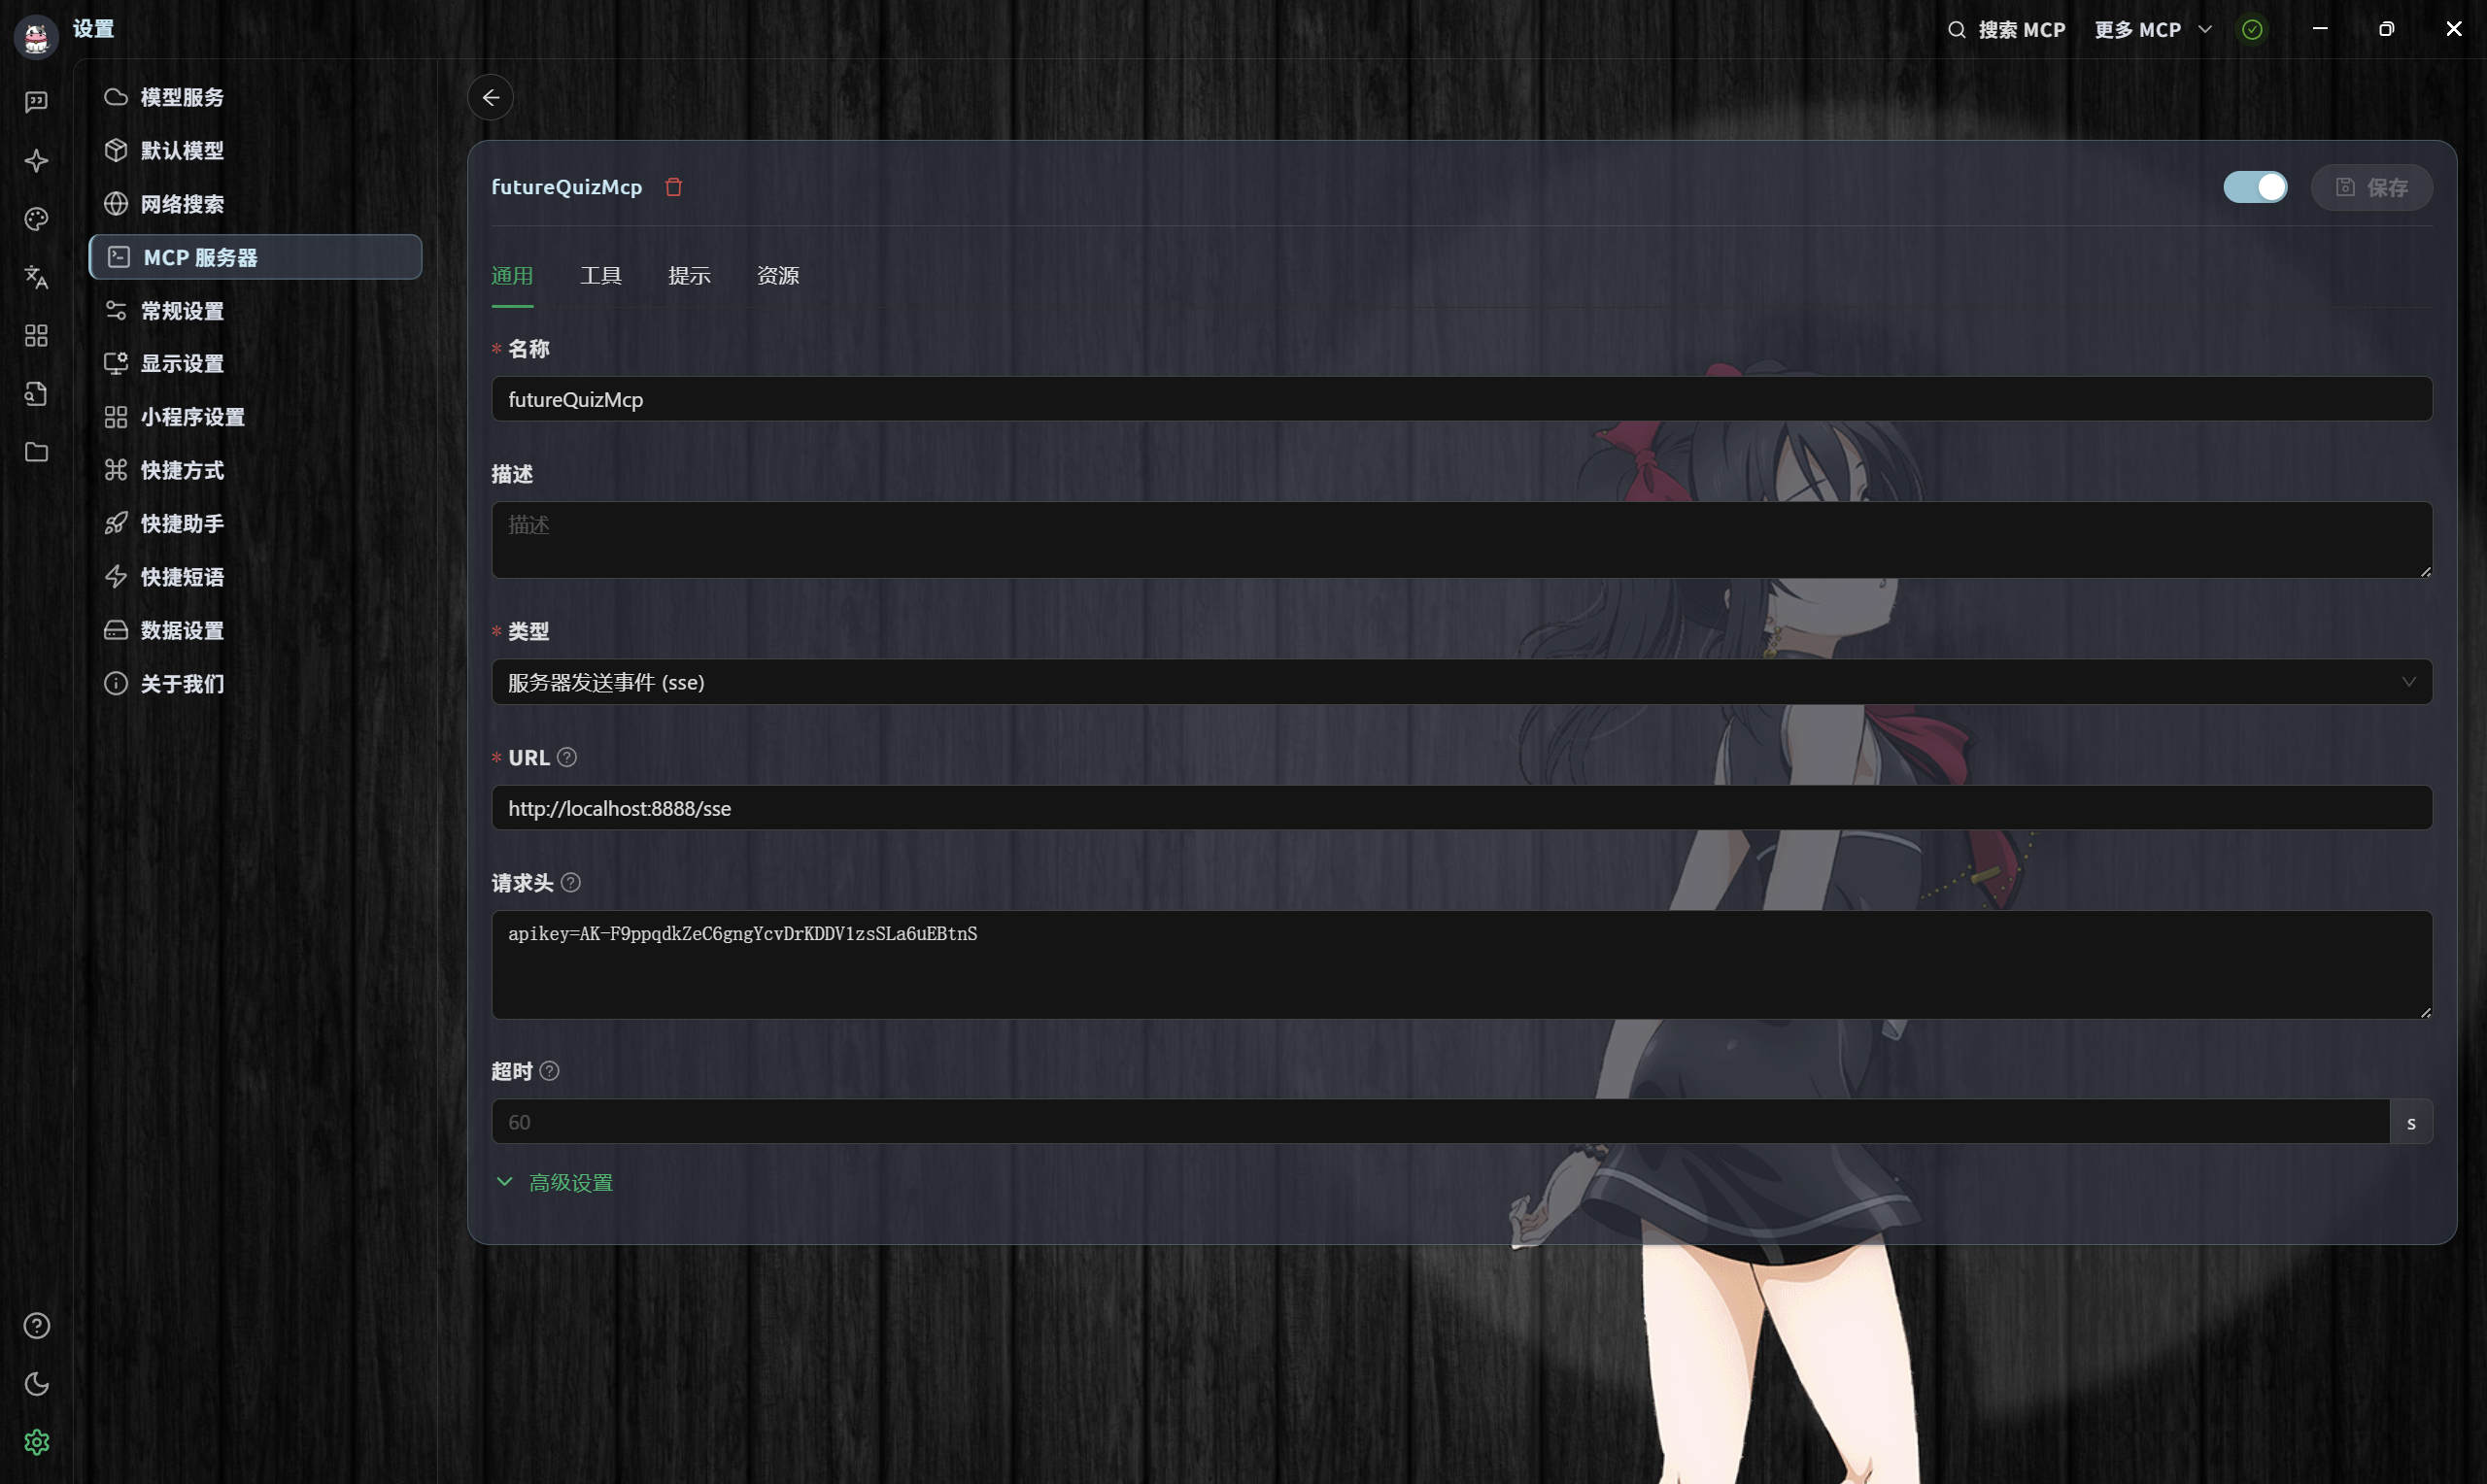 设置
搜索 MCP
更多 MCP
模型服务
默认模型
网络搜索
MCP 服务器
常规设置
显示设置
小程序设置
快捷方式
快捷助手
快捷短语
数据设置
关于我们
futureQuizMcp
保存
通用
工具
提示
资源
* 名称
futureQuizMcp
描述
描述
* 类型
服务器发送事件 (sse)
* URL
http://localhost:8888/sse
请求头
apikey=AK-F9ppqdkZeC6gngYcvDrKDDV1zsSLa6uEBtnS
超时
60
s
高级设置